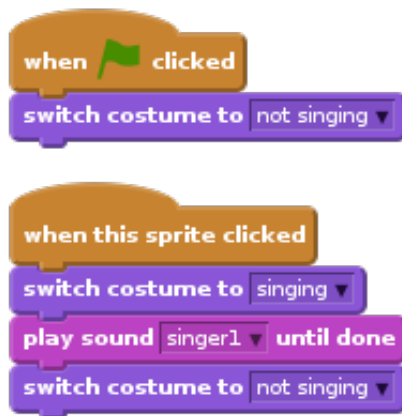 when clicked
switch costume to not singing
when this sprite clicked
switch costume to singing
play sound singer1 until done
switch costume to not singing